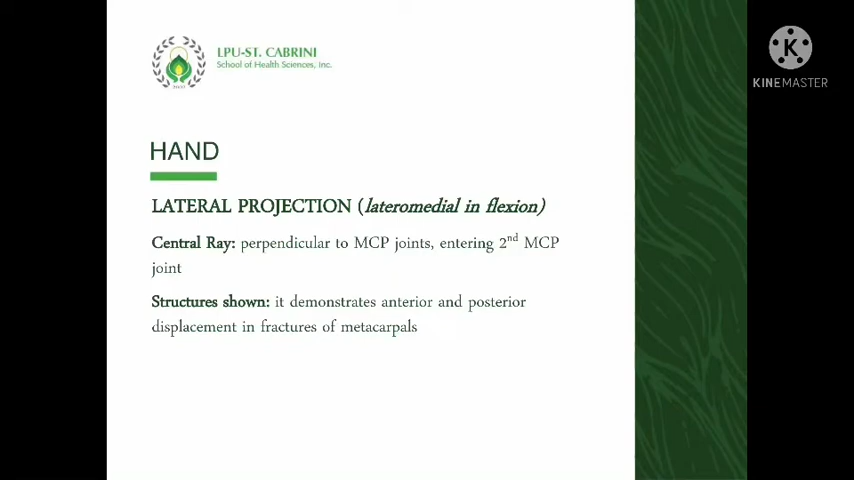 LPU-ST. CABRINI
School of Health Sciences, Inc.
K
KINEMASTER
HAND
LATERAL PROJECTION (lateromedial in flexion)
Central Ray: perpendicular to MCP joints, entering 2nd MCP
joint
Structures shown: it demonstrates anterior and posterior
displacement in fractures of metacarpals